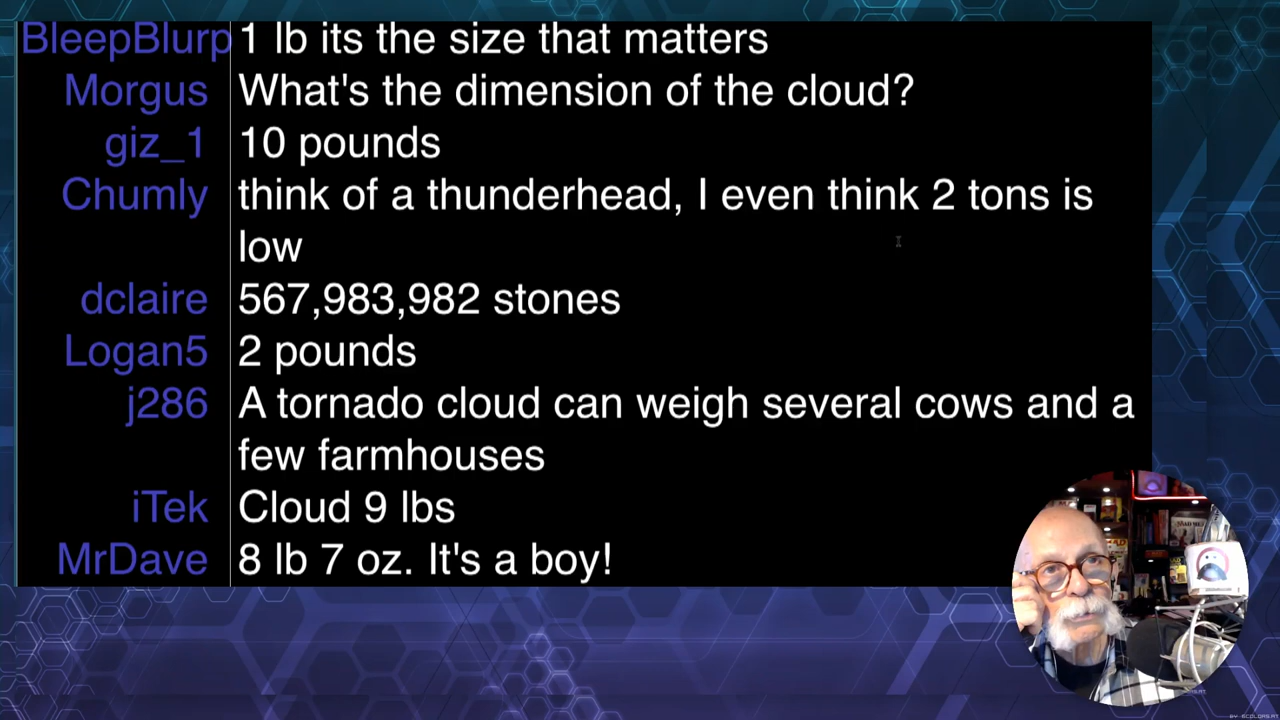 BleepBlurp 1 lb its the size that matters
Morgus What's the dimension of the cloud?
giz_1 10 pounds
Chumly think of a thunderhead, I even think 2 tons is
low
dclaire 567,983,982 stones
Logan5 2 pounds
j286 A tornado cloud can weigh several cows and a
few farmhouses
iTek Cloud 9 lbs
MrDave 8 lb 7 oz. It's a boy!